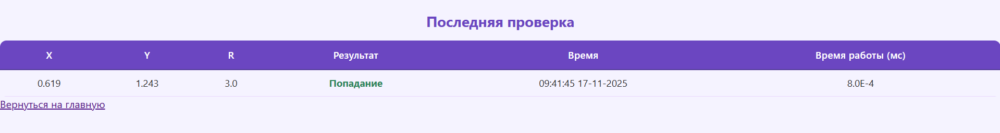 Последняя проверка
X Y R Результат Время Время работы (мс)
0.619 1.243 3.0 Попадание 09:41:45 17-11-2025 8.0E-4
Вернуться на главную